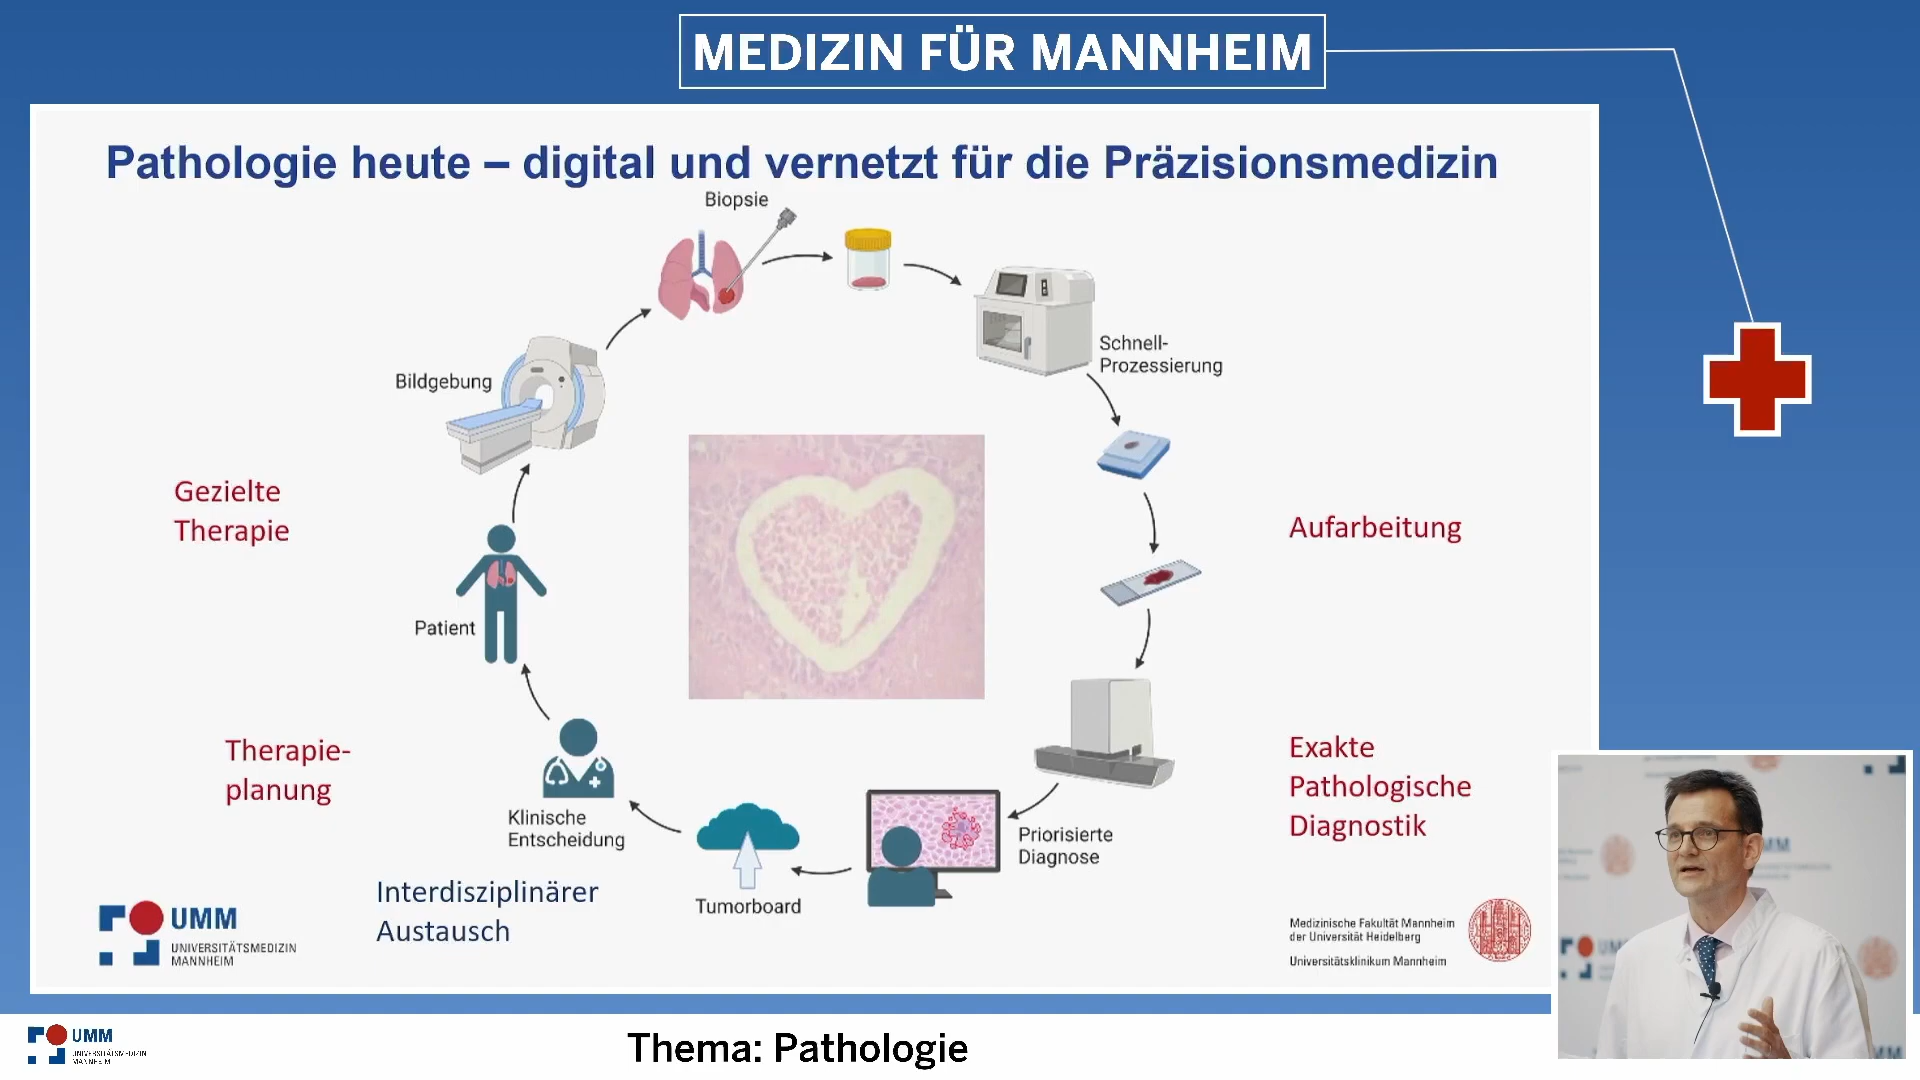 MEDIZIN FÜR MANNHEIM
Pathologie heute – digital und vernetzt für die Präzisionsmedizin
Biopsie
Schnell-
Prozessierung
Bildgebung
Gezielte
Therapie
Aufarbeitung
Patient
Therapie-
planung
Exakte
Pathologische
Diagnostik
Klinische
Entscheidung
Priorisierte
Diagnose
Tumorboard
Interdisziplinärer
Austausch
UMM
UNIVERSITÄTSMEDIZIN
MANNHEIM
Medizinische Fakultät Mannheim
der Universität Heidelberg
Universitätsklinikum Mannheim
UMM
UNIVERSITÄTSMEDIZIN
MANNHEIM
Thema: Pathologie